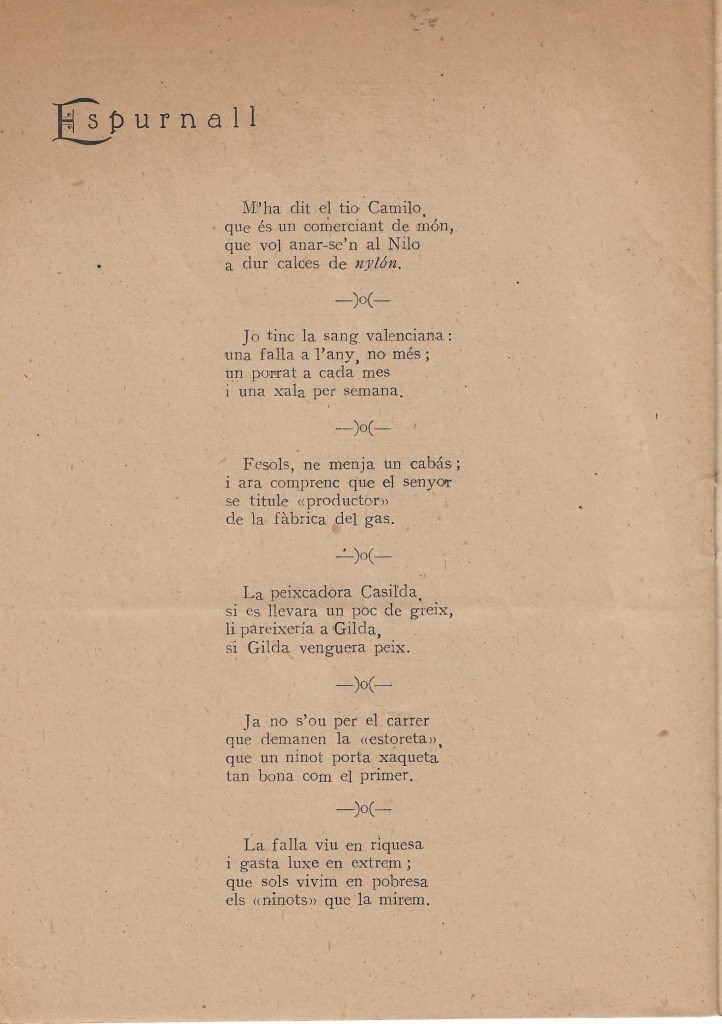 Espurnall
M'ha dit el tio Camilo,
que és un comerciant de món,
que vol anar-se'n al Nilo
a dur calces de nylón.
—)o(—
Jo tinc la sang valenciana:
una falla a l'any, no més;
un porrat a cada mes
i una xala per semana.
—)o(—
Fesols, ne menja un cabás;
i ara comprenc que el senyor
se titule «productor»
de la fàbrica del gas.
—)o(—
La peixcadora Casilda,
si es llevara un poc de greix,
li pareixería a Gilda,
si Gilda venguera peix.
—)o(—
Ja no s'ou per el carrer
que demanen la «estoreta»,
que un ninot porta xaqueta
tan bona com el primer.
—)o(—
La falla viu en riquesa
i gasta luxe en extrem;
que sols vivim en pobresa
els «ninots» que la mirem.